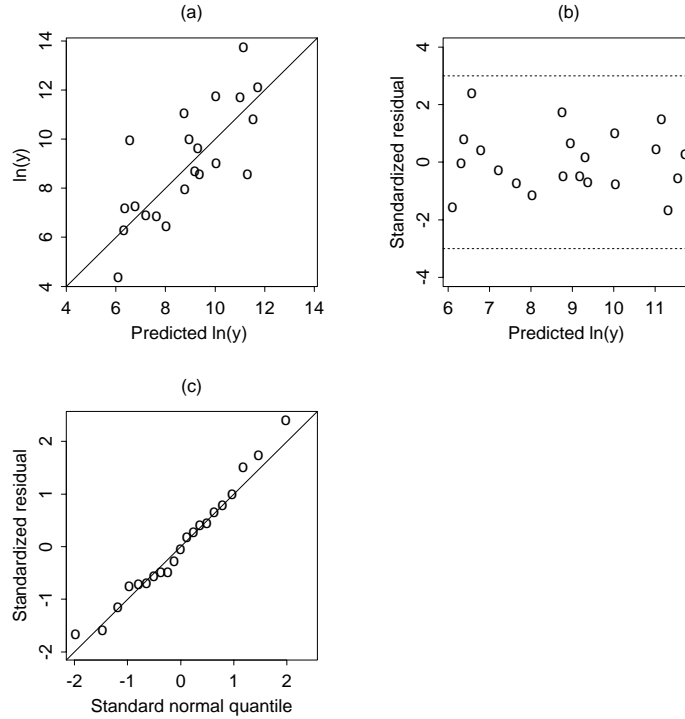 (a)
ln(y)
14
12
10
8
6
4
4 6 8 10 12 14
Predicted ln(y)
(b)
Standardized residual
4
2
0
-2
-4
6 7 8 9 10 11
Predicted ln(y)
(c)
Standardized residual
2
1
0
-1
-2
-2 -1 0 1 2
Standard normal quantile